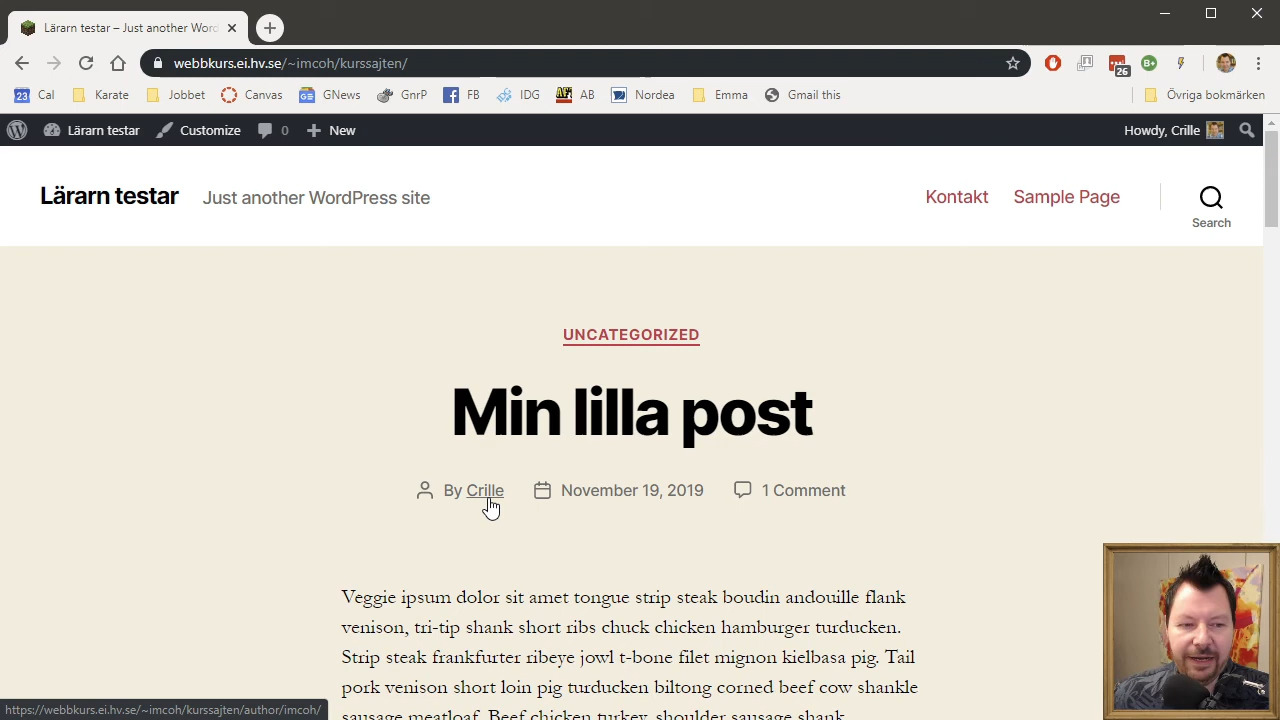 Lärarn testar – Just another Word
webbkurs.ei.hv.se/~imcoh/kurssajten/
26
23 Cal Karate Jobbet Canvas GNews GnrP FB IDG AB Nordea Emma Gmail this Övriga bokmärken
Lärarn testar Customize 0 New Howdy, Crille
Lärarn testar Just another WordPress site Kontakt Sample Page
Search
UNCATEGORIZED
Min lilla post
By Crille November 19, 2019 1 Comment
Veggie ipsum dolor sit amet tongue strip steak boudin andouille flank
venison, tri-tip shank short ribs chuck chicken hamburger turducken.
Strip steak frankfurter ribeye jowl t-bone filet mignon kielbasa pig. Tail
pork venison short loin pig turducken biltong corned beef cow shankle
sausage meatloaf. Beef chicken turkey, shoulder sausage shank
https://webbkurs.ei.hv.se/~imcoh/kurssajten/author/imcoh/